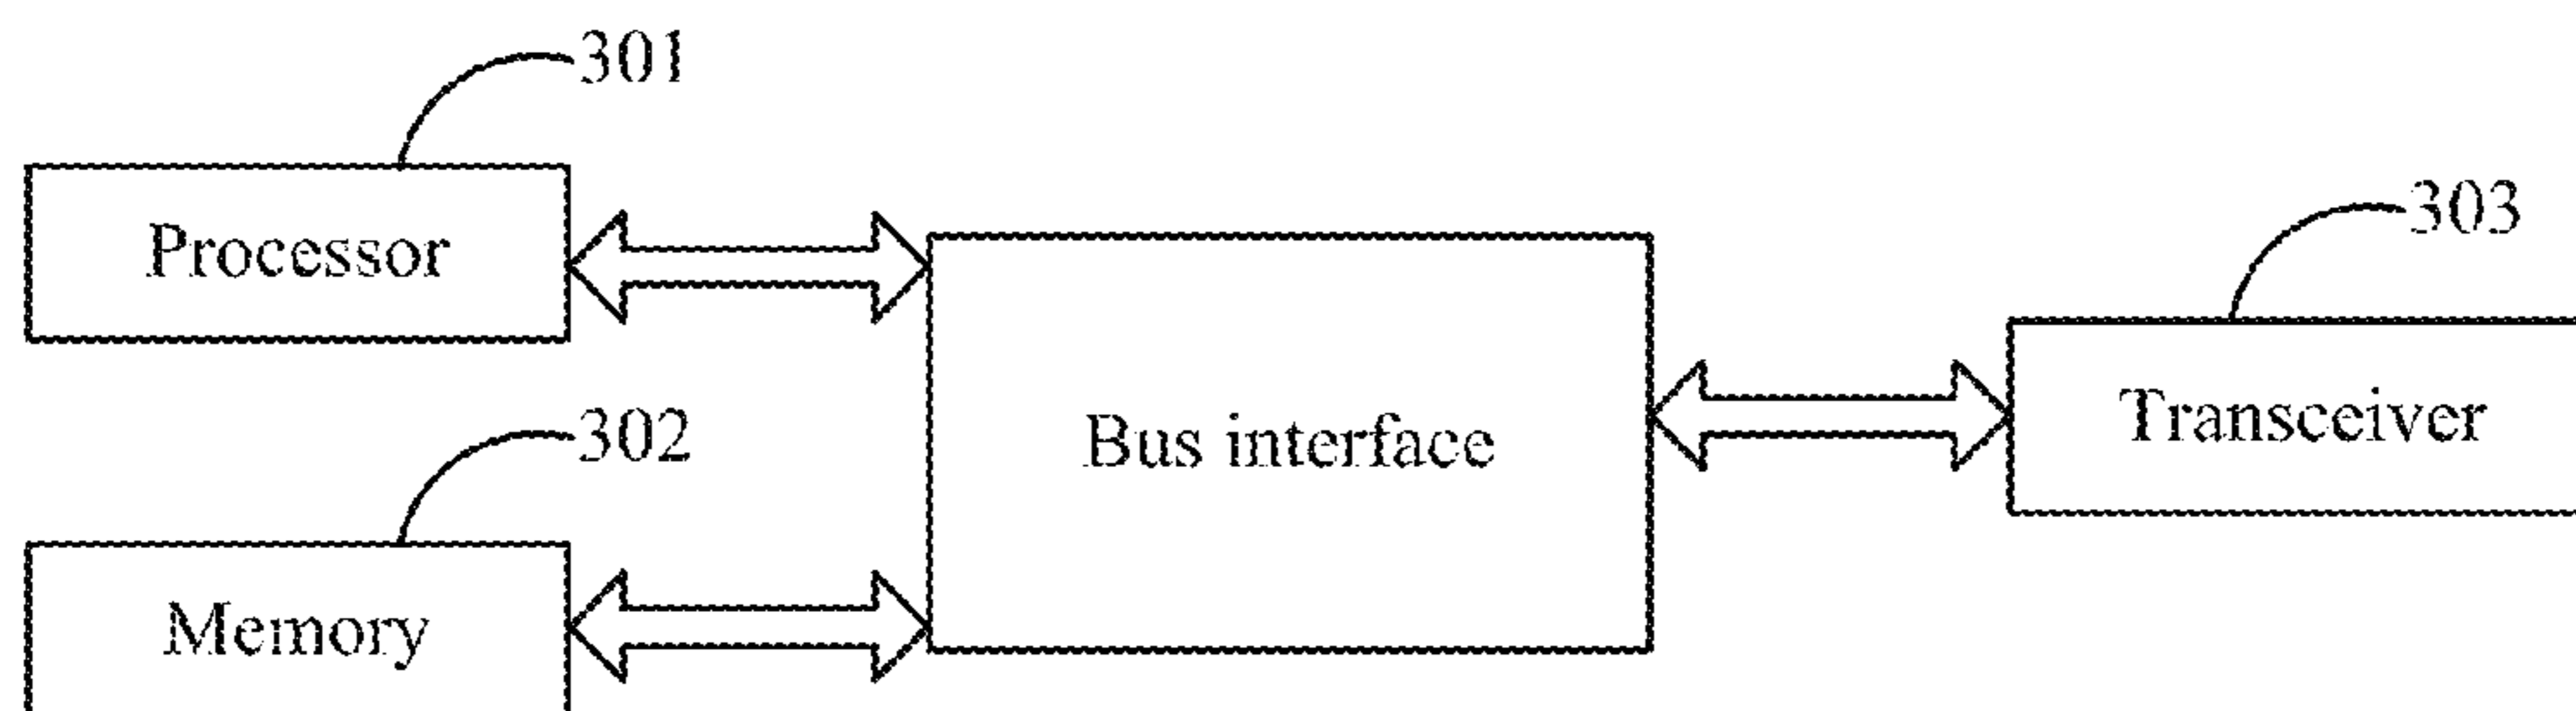 301
Processor
303
Bus interface
Transceiver
302
Memory